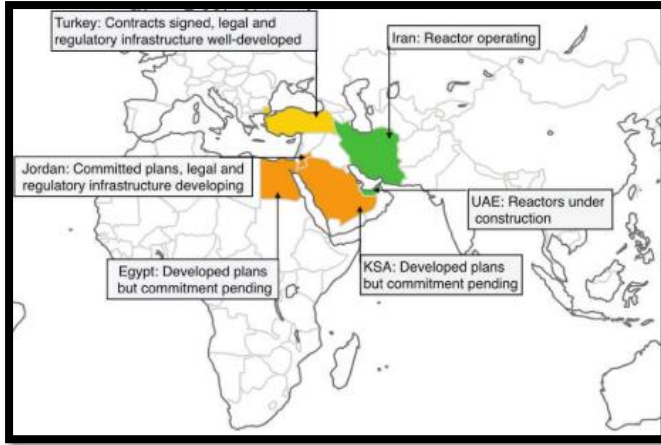 Turkey: Contracts signed, legal and
regulatory infrastructure well-developed
Iran: Reactor operating
Jordan: Committed plans, legal and
regulatory infrastructure developing
UAE: Reactors under
construction
Egypt: Developed plans
but commitment pending
KSA: Developed plans
but commitment pending